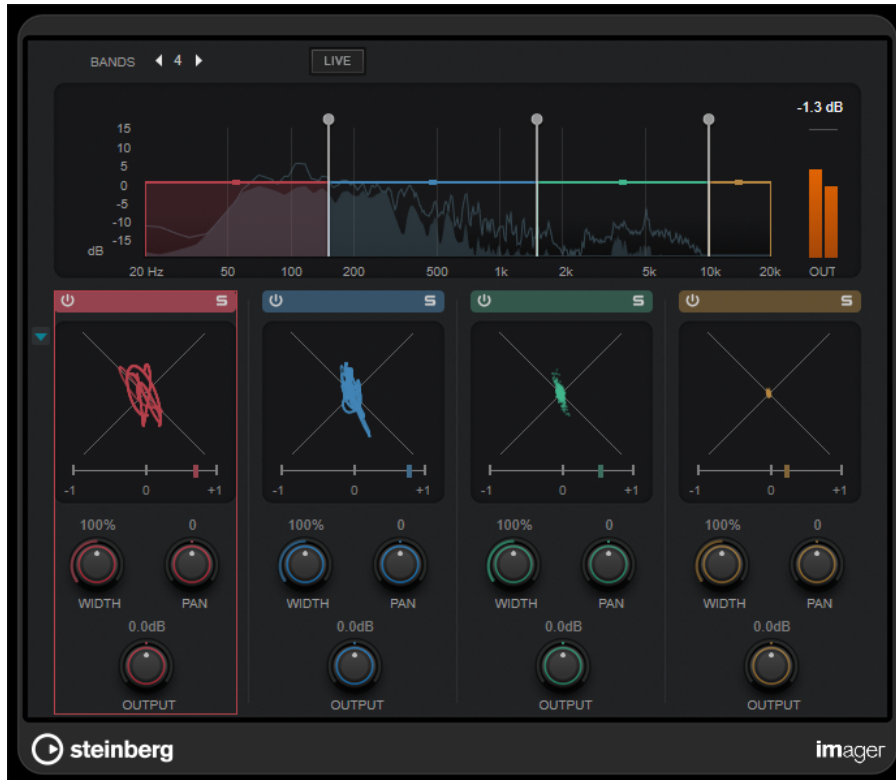 BANDS 4 LIVE
-1.3 dB
15
10
5
0
-5
-10
-15
dB
20 Hz 50 100 200 500 1k 2k 5k 10k 20k OUT
S S S S
-1 0 +1 -1 0 +1 -1 0 +1 -1 0 +1
100% 0 100% 0 100% 0 100% 0
WIDTH PAN WIDTH PAN WIDTH PAN WIDTH PAN
0.0dB 0.0dB 0.0dB 0.0dB
OUTPUT OUTPUT OUTPUT OUTPUT
steinberg imager